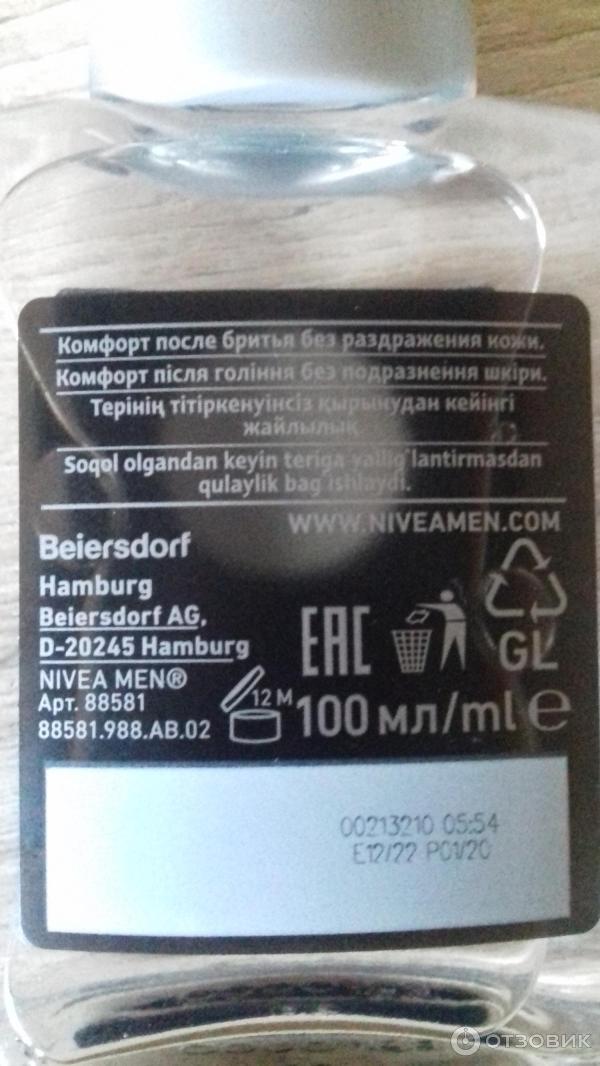 Комфорт после бритья без раздражения кожи.
Комфорт після гоління без подразнення шкіри.
Терінің тітіркенуінсіз қырынудан кейінгі
жайлылық
Soqol olgandan keyin teriga yallig'lantirmasdan
qulaylik bag'ishlaydi.
WWW.NIVEAMEN.COM
Beiersdorf
Hamburg
Beiersdorf AG,
D-20245 Hamburg
NIVEA MEN®
Арт. 88581
88581.988.AB.02
12 M
EAC
GL
100 мл/ml e
00213210 05:54
E12/22 P01/20
ОТЗОВИК